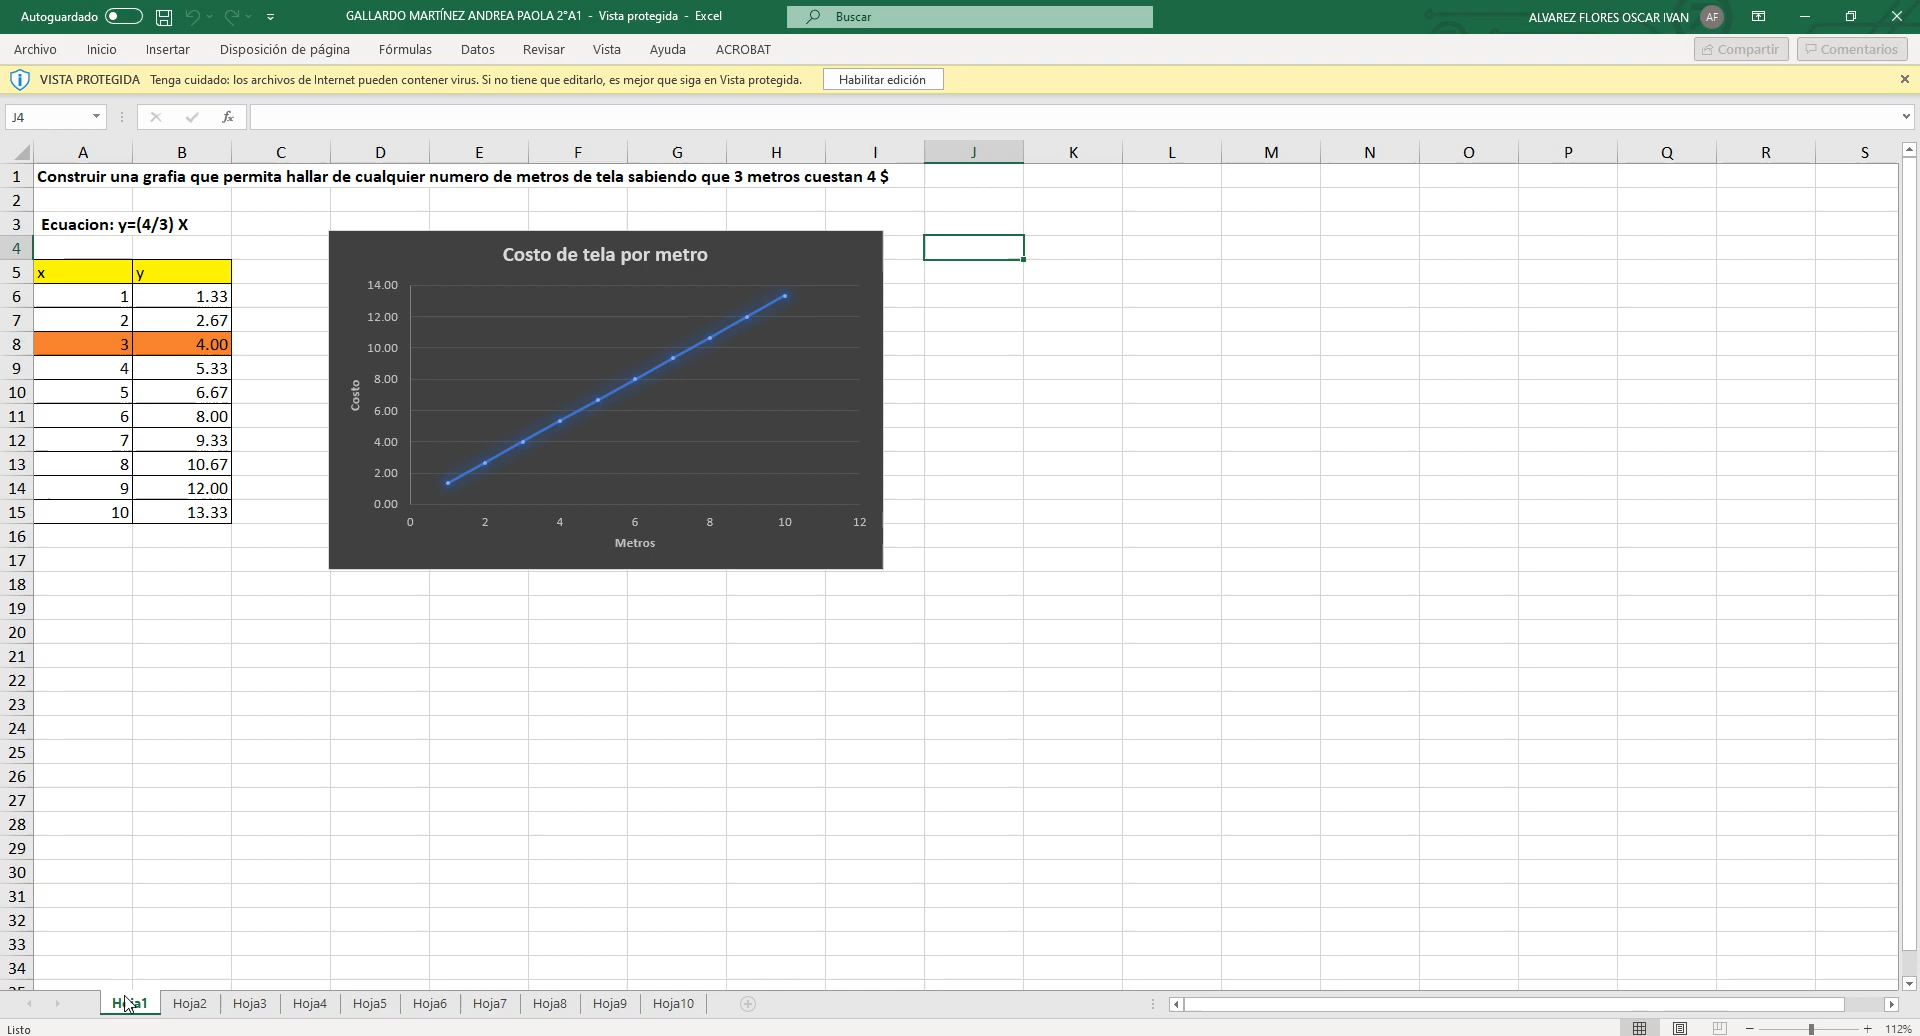 Autoguardado
GALLARDO MARTÍNEZ ANDREA PAOLA 2°A1 - Vista protegida - Excel
Buscar
ALVAREZ FLORES OSCAR IVAN AF
Archivo Inicio Insertar Disposición de página Fórmulas Datos Revisar Vista Ayuda ACROBAT
Compartir Comentarios
VISTA PROTEGIDA Tenga cuidado: los archivos de Internet pueden contener virus. Si no tiene que editarlo, es mejor que siga en Vista protegida. Habilitar edición
J4 fx
A B C D E F G H I J K L M N O P Q R S
1 Construir una grafia que permita hallar de cualquier numero de metros de tela sabiendo que 3 metros cuestan 4 $
2
3 Ecuacion: y=(4/3) X
4
5 x y
6 1 1.33
7 2 2.67
8 3 4.00
9 4 5.33
10 5 6.67
11 6 8.00
12 7 9.33
13 8 10.67
14 9 12.00
15 10 13.33
16
17
18
19
20
21
22
23
24
25
26
27
28
29
30
31
32
33
34
Costo de tela por metro
14.00
12.00
10.00
8.00
6.00
4.00
2.00
0.00
Costo
0 2 4 6 8 10 12
Metros
Hoja1 Hoja2 Hoja3 Hoja4 Hoja5 Hoja6 Hoja7 Hoja8 Hoja9 Hoja10
Listo
112%